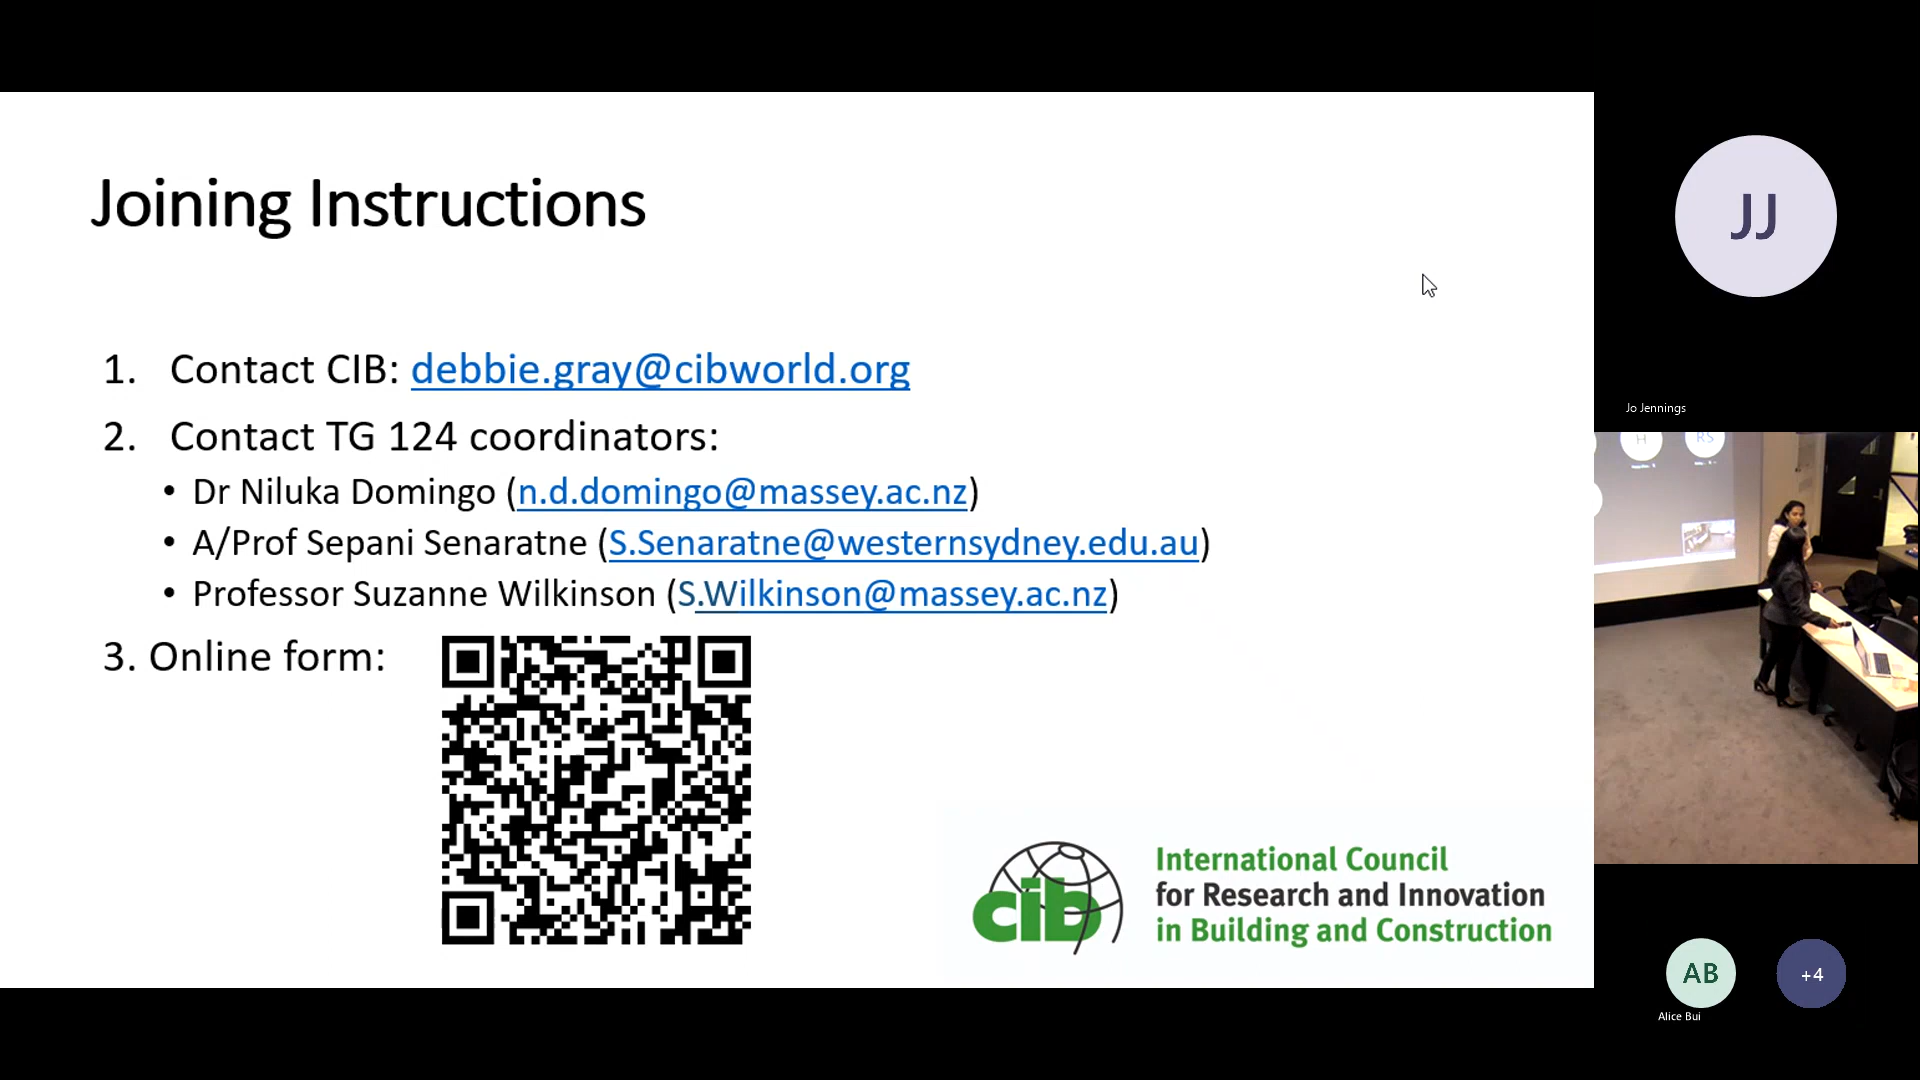 Joining Instructions
1. Contact CIB: debbie.gray@cibworld.org
2. Contact TG 124 coordinators:
• Dr Niluka Domingo (n.d.domingo@massey.ac.nz)
• A/Prof Sepani Senaratne (S.Senaratne@westernsydney.edu.au)
• Professor Suzanne Wilkinson (S.Wilkinson@massey.ac.nz)
3. Online form:
cib
International Council
for Research and Innovation
in Building and Construction
JJ
Jo Jennings
H
RS
AB
+4
Alice Bui